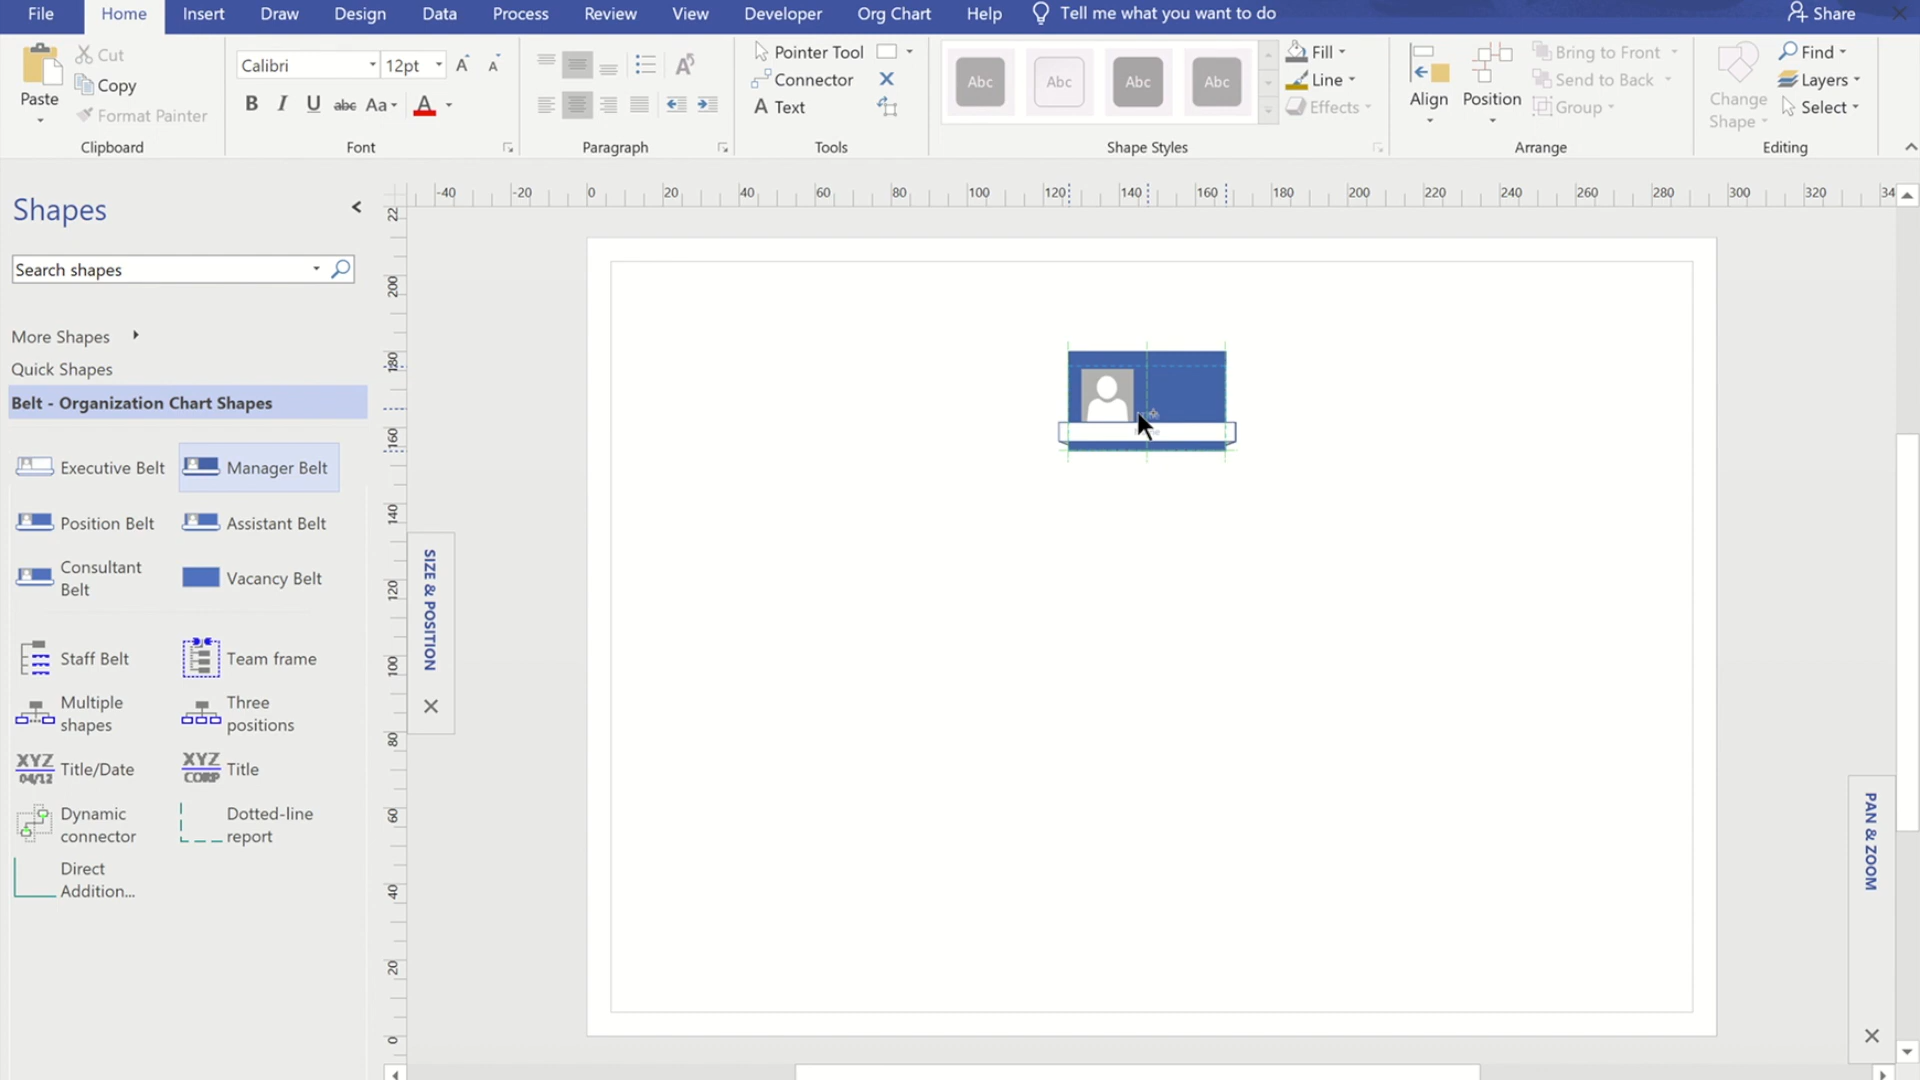 File Home Insert Draw Design Data Process Review View Developer Org Chart Help Tell me what you want to do Share
Paste
Cut
Copy
Format Painter
Clipboard
Calibri 12pt A A
B I U abc Aa A
Font
Paragraph
Pointer Tool
Connector
A Text
Tools
Abc Abc Abc Abc
Shape Styles
Fill
Line
Effects
Align
Position
Bring to Front
Send to Back
Group
Arrange
Change
Shape
Find
Layers
Select
Editing
Shapes
Search shapes
More Shapes
Quick Shapes
Belt - Organization Chart Shapes
Executive Belt
Manager Belt
Position Belt
Assistant Belt
Consultant
Belt
Vacancy Belt
Staff Belt
Team frame
Multiple
shapes
Three
positions
XYZ
04/12
Title/Date
XYZ
CORP
Title
Dynamic
connector
Dotted-line
report
Direct
Addition...
-40 -20 0 20 40 60 80 100 120 140 160 180 200 220 240 260 280 300 320 34
22
200
180
160
140
120
100
80
60
40
20
0
SIZE & POSITION
PAN & ZOOM